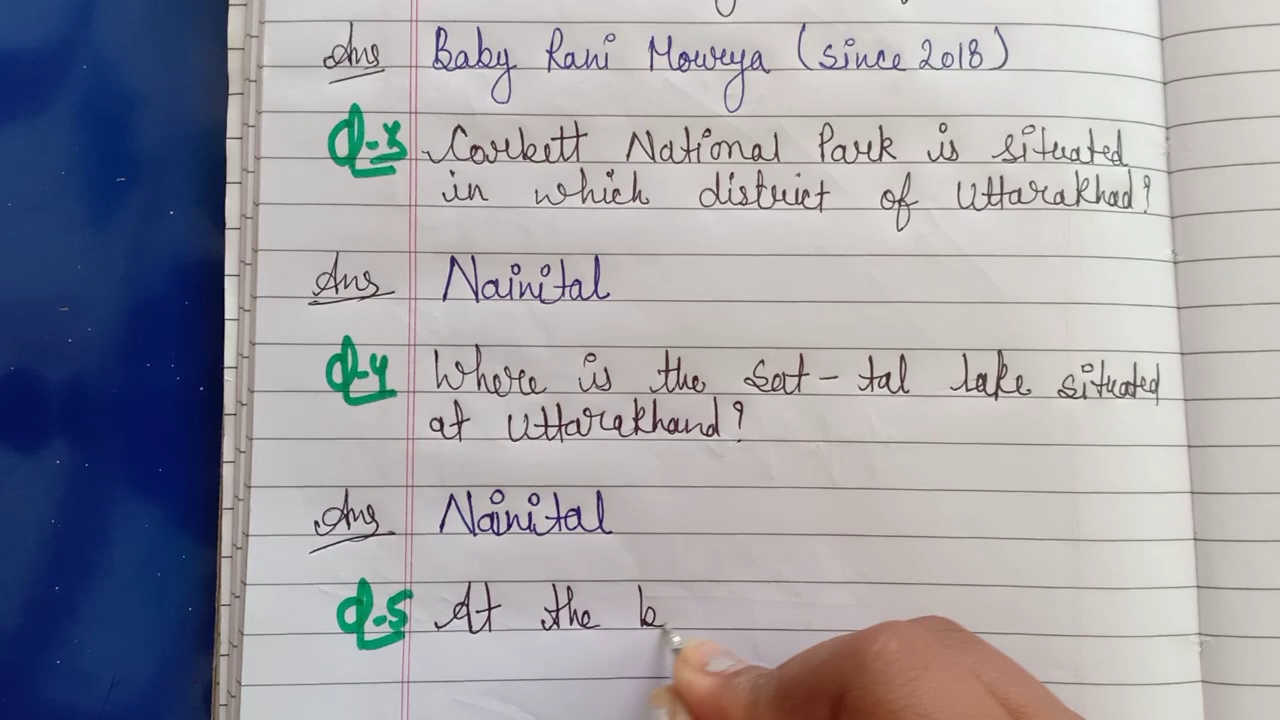 Ans Baby Rani Mowrya (since 2018)
Q-3 Corbett National Park is situated
in which district of Uttarakhad?
Ans Nainital
Q-4 Where is the Sat-tal lake situated
at Uttarakhand?
Ans Nainital
Q-5 At the